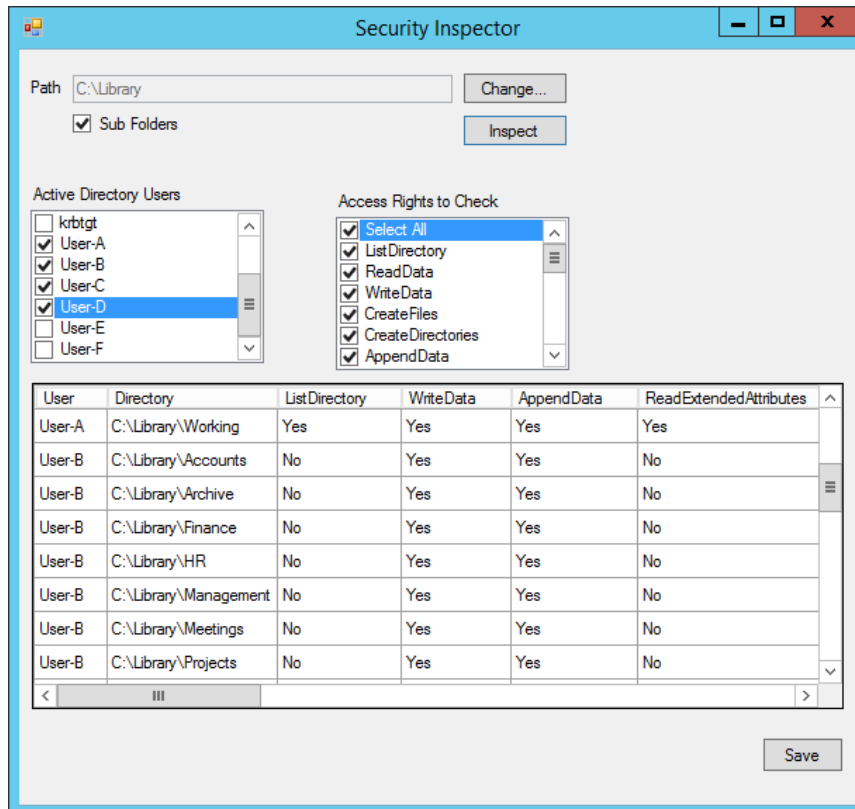 Security Inspector
Path C:\Library Change...
Sub Folders Inspect
Active Directory Users
Access Rights to Check
krbtgt
User-A
User-B
User-C
User-D
User-E
User-F
Select All
ListDirectory
ReadData
WriteData
CreateFiles
CreateDirectories
AppendData
User Directory ListDirectory WriteData AppendData ReadExtendedAttributes
User-A C:\Library\Working Yes Yes Yes Yes
User-B C:\Library\Accounts No Yes Yes No
User-B C:\Library\Archive No Yes Yes No
User-B C:\Library\Finance No Yes Yes No
User-B C:\Library\HR No Yes Yes No
User-B C:\Library\Management No Yes Yes No
User-B C:\Library\Meetings No Yes Yes No
User-B C:\Library\Projects No Yes Yes No
Save